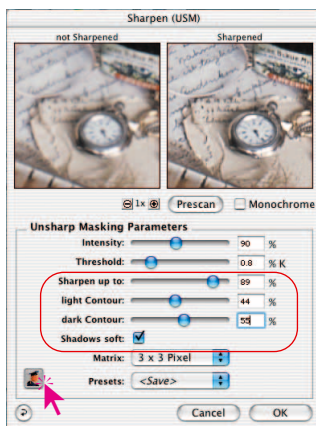 Sharpen (USM)
not Sharpened Sharpened
1x Prescan Monochrome
Unsharp Masking Parameters
Intensity: 90 %
Threshold: 0.8 % K
Sharpen up to: 89 %
light Contour: 44 %
dark Contour: 55 %
Shadows soft:
Matrix: 3 x 3 Pixel
Presets: <Save>
Cancel OK